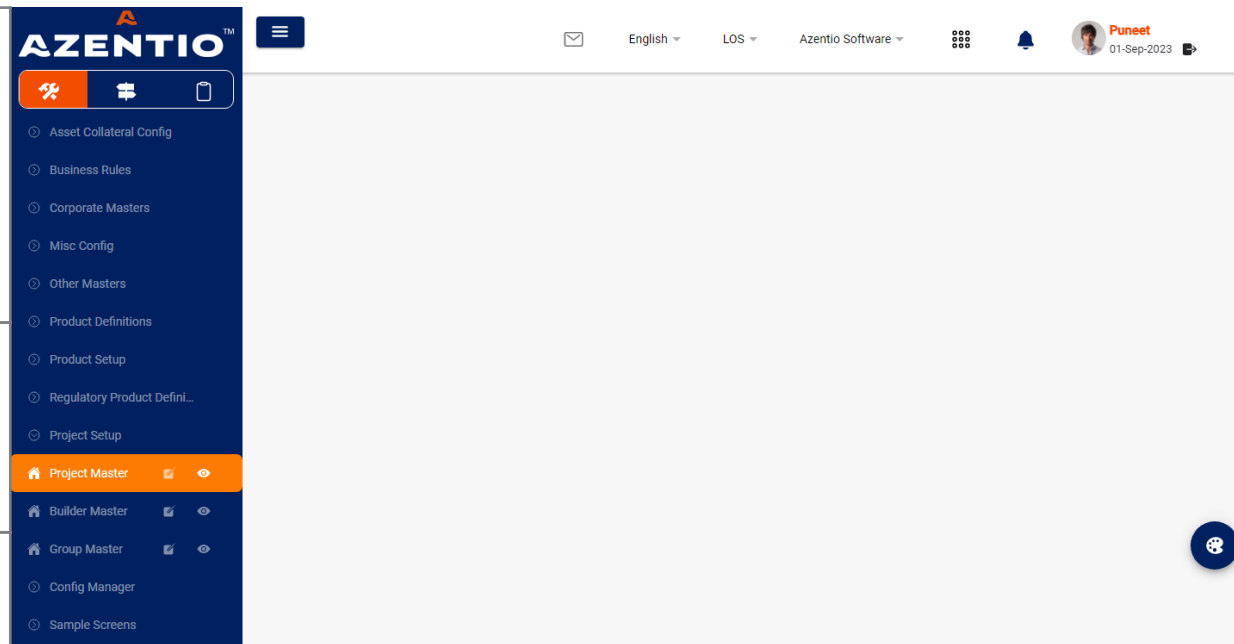 AZENTIO™
English
LOS
Azentio Software
Puneet
01-Sep-2023
Asset Collateral Config
Business Rules
Corporate Masters
Misc Config
Other Masters
Product Definitions
Product Setup
Regulatory Product Defini...
Project Setup
Project Master
Builder Master
Group Master
Config Manager
Sample Screens